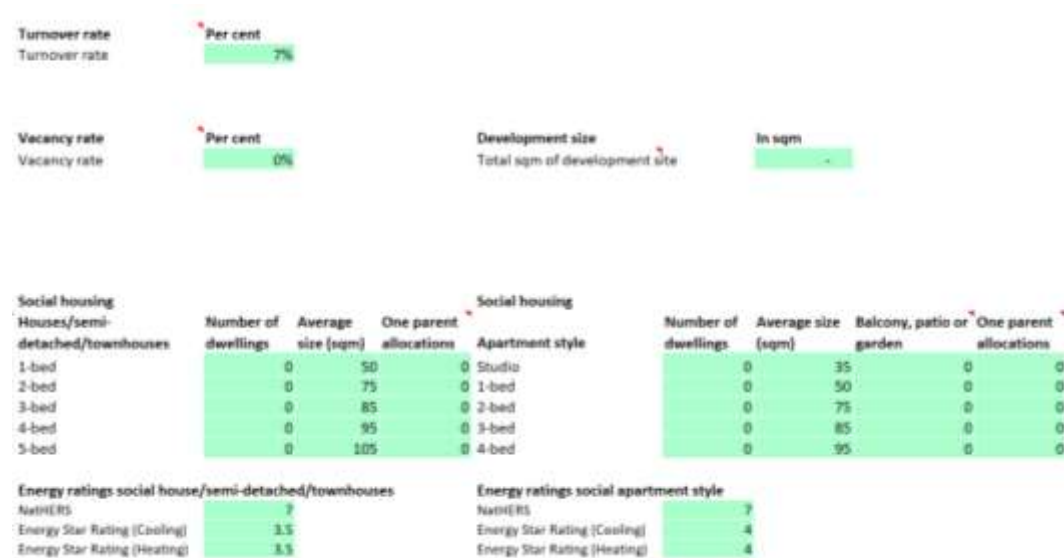 Turnover rate Per cent
Turnover rate 7%
Vacancy rate Per cent Development size In sqm
Vacancy rate 0% Total sqm of development site -
Social housing Social housing
Houses/semi- Number of Average One parent Number of Average size Balcony, patio or One parent
detached/townhouses dwellings size (sqm) allocations Apartment style dwellings (sqm) garden allocations
1-bed 0 50 0 Studio 0 35 0 0
2-bed 0 75 0 1-bed 0 50 0 0
3-bed 0 85 0 2-bed 0 75 0 0
4-bed 0 95 0 3-bed 0 85 0 0
5-bed 0 105 0 4-bed 0 95 0 0
Energy ratings social house/semi-detached/townhouses Energy ratings social apartment style
NatHERS 7 NatHERS 7
Energy Star Rating (Cooling) 3.5 Energy Star Rating (Cooling) 4
Energy Star Rating (Heating) 3.5 Energy Star Rating (Heating) 4